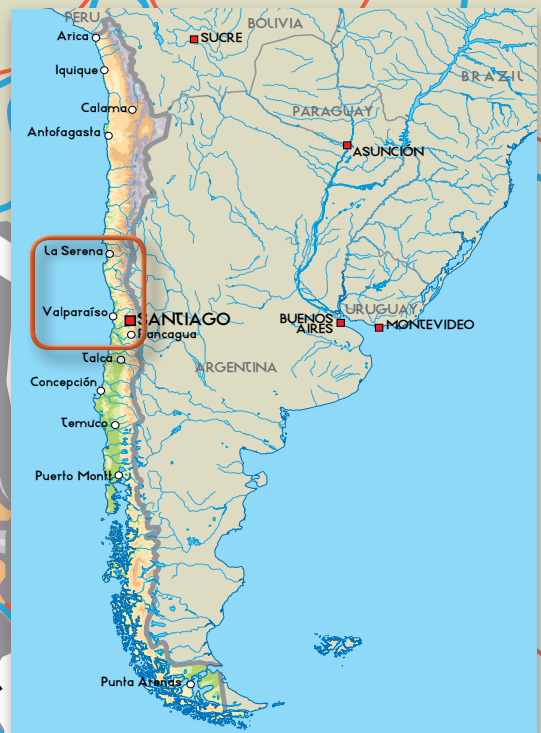 PERU
BOLIVIA
Arica
SUCRE
Iquique
BRAZIL
Calama
PARAGUAY
Antofagasta
ASUNCIÓN
La Serena
Valparaíso
SANTIAGO
Rancagua
BUENOS
AIRES
URUGUAY
MONTEVIDEO
Talca
ARGENTINA
Concepción
Temuco
Puerto Montt
Punta Arenas